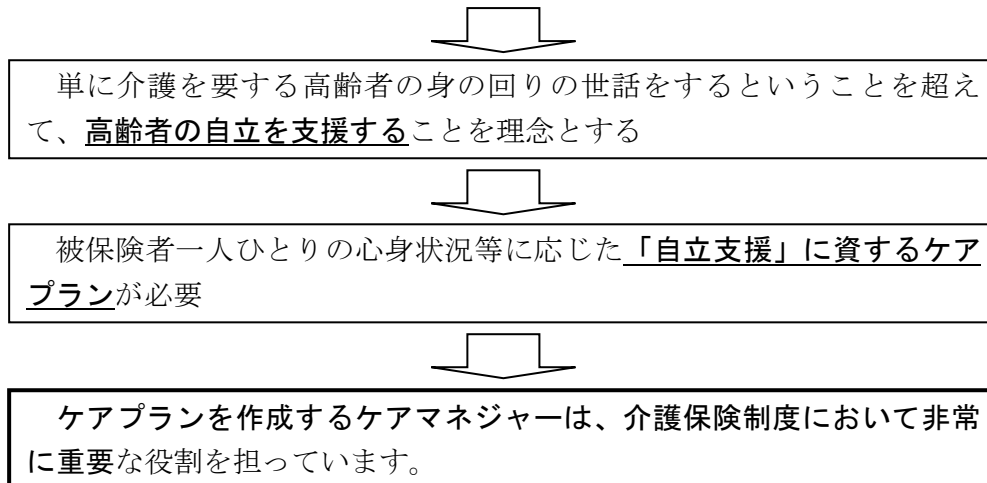 単に介護を要する高齢者の身の回りの世話をするということを超え
て、高齢者の自立を支援することを理念とする
被保険者一人ひとりの心身状況等に応じた「自立支援」に資するケア
プランが必要
ケアプランを作成するケアマネジャーは、介護保険制度において非常
に重要な役割を担っています。